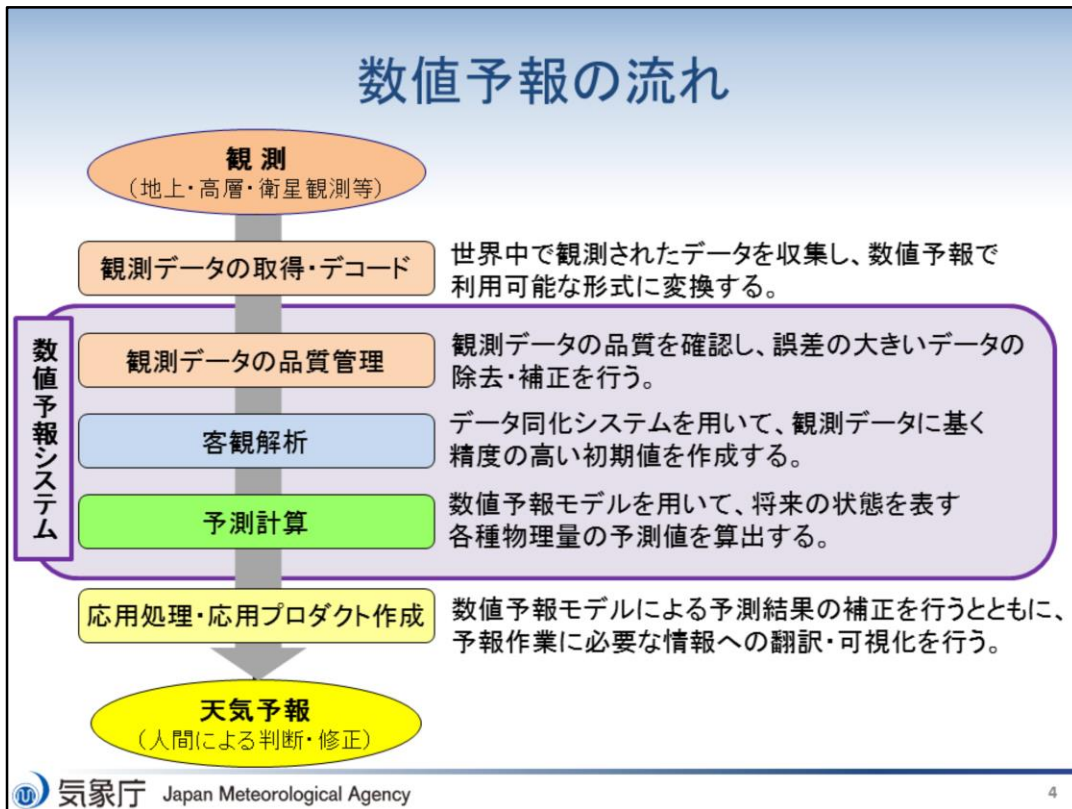 数値予報の流れ
観 測
（地上・高層・衛星観測等）
観測データの取得・デコード
世界中で観測されたデータを収集し、数値予報で
利用可能な形式に変換する。
数値予報システム
観測データの品質管理
観測データの品質を確認し、誤差の大きいデータの
除去・補正を行う。
客観解析
データ同化システムを用いて、観測データに基く
精度の高い初期値を作成する。
予測計算
数値予報モデルを用いて、将来の状態を表す
各種物理量の予測値を算出する。
応用処理・応用プロダクト作成
数値予報モデルによる予測結果の補正を行うとともに、
予報作業に必要な情報への翻訳・可視化を行う。
天気予報
（人間による判断・修正）
気象庁 Japan Meteorological Agency
4